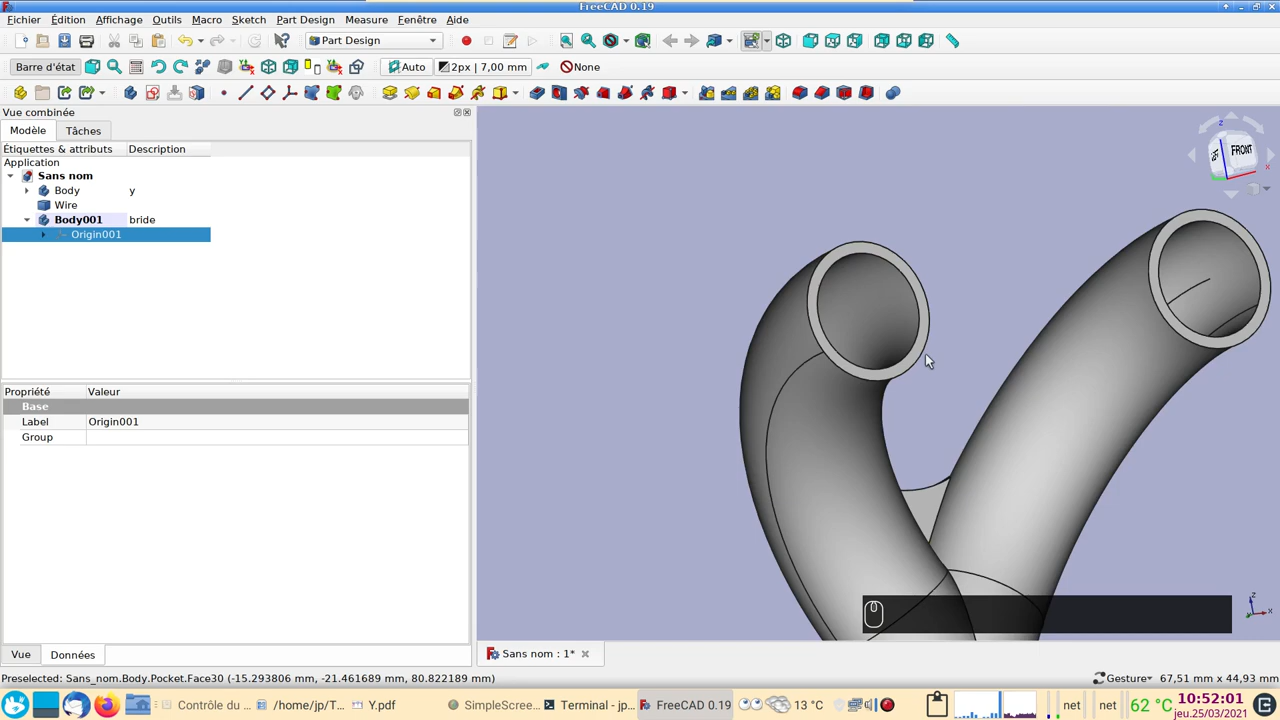 FreeCAD 0.19
Fichier Édition Affichage Outils Macro Sketch Part Design Measure Fenêtre Aide
Part Design
Barre d'état Auto 2px | 7,00 mm None
Vue combinée
Modèle Tâches
Étiquettes & attributs Description
Application
Sans nom
Body y
Wire
Body001 bride
Origin001
Z FRONT X
Propriété Valeur
Base
Label Origin001
Group
Z
X
Vue Données
Sans nom : 1*
Preselected: Sans_nom.Body.Pocket.Face30 (-15.293806 mm, -21.461689 mm, 80.822189 mm)
Gesture 67,51 mm x 44,93 mm
Contrôle du ... /home/jp/T... Y.pdf SimpleScree... Terminal - jp... FreeCAD 0.19 13 °C net net 62 °C 10:52:01
jeu.25/03/2021